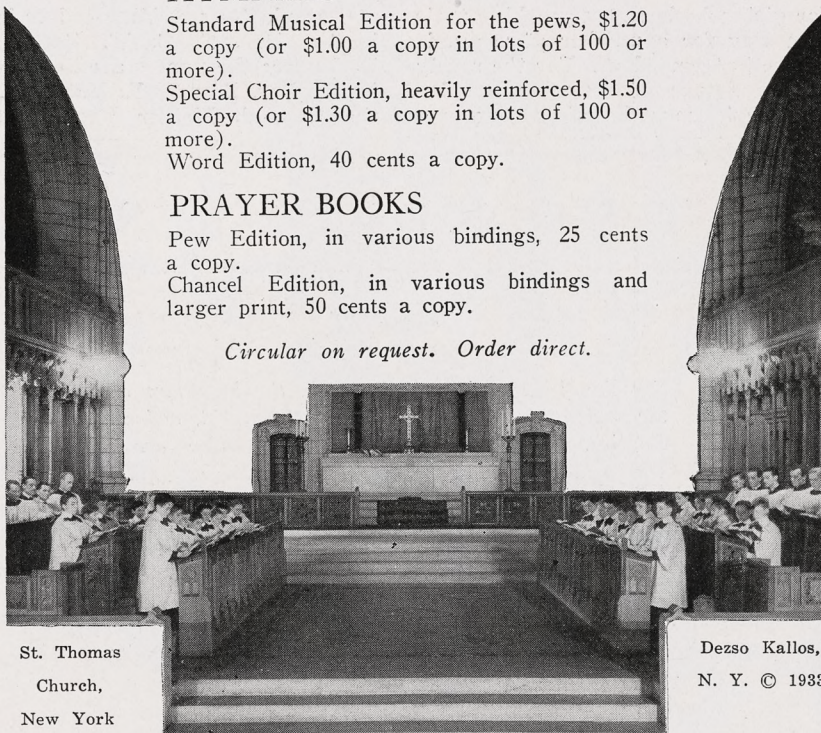 Standard Musical Edition for the pews, $1.20
a copy (or $1.00 a copy in lots of 100 or
more).
Special Choir Edition, heavily reinforced, $1.50
a copy (or $1.30 a copy in lots of 100 or
more).
Word Edition, 40 cents a copy.
PRAYER BOOKS
Pew Edition, in various bindings, 25 cents
a copy.
Chancel Edition, in various bindings and
larger print, 50 cents a copy.
Circular on request. Order direct.
St. Thomas
Church,
New York
Dezso Kallos,
N. Y. © 1933